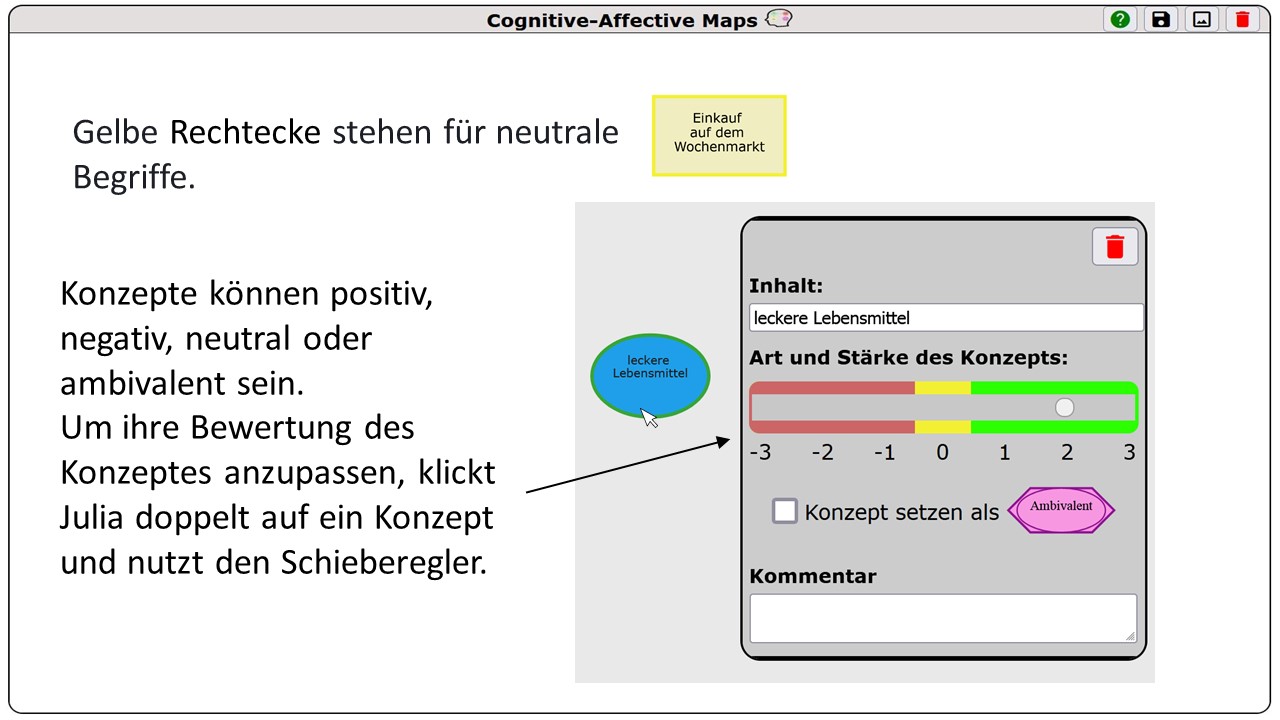 Cognitive-Affective Maps
Gelbe Rechtecke stehen für neutrale
Begriffe.
Einkauf
auf dem
Wochenmarkt
Konzepte können positiv,
negativ, neutral oder
ambivalent sein.
Um ihre Bewertung des
Konzeptes anzupassen, klickt
Julia doppelt auf ein Konzept
und nutzt den Schieberegler.
leckere
Lebensmittel
Inhalt:
leckere Lebensmittel
Art und Stärke des Konzepts:
-3 -2 -1 0 1 2 3
Konzept setzen als Ambivalent
Kommentar